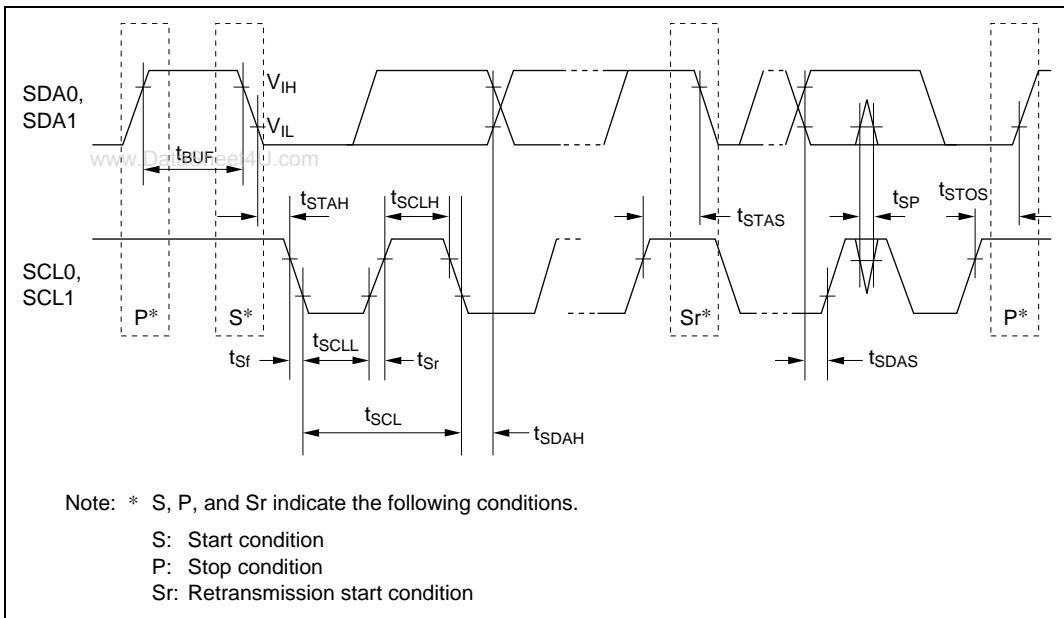 SDA0,
SDA1
VIH
VIL
www.DataSheet4U.com
tBUF
tSTAH
tSCLH
tSTAS
tSP
tSTOS
SCL0,
SCL1
P*
S*
Sr*
P*
tSf
tSCLL
tSr
tSDAS
tSCL
tSDAH
Note: * S, P, and Sr indicate the following conditions.
S: Start condition
P: Stop condition
Sr: Retransmission start condition